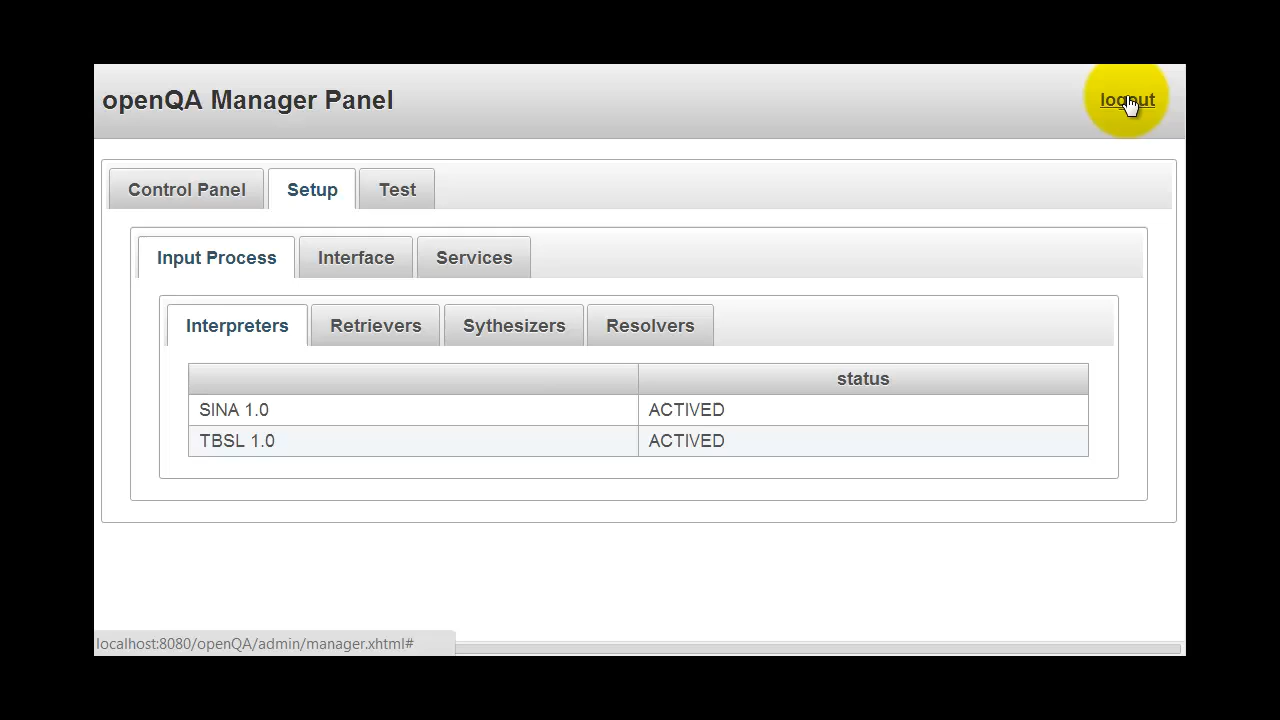 openQA Manager Panel
logout
Control Panel Setup Test
Input Process Interface Services
Interpreters Retrievers Sythesizers Resolvers
status
SINA 1.0 ACTIVED
TBSL 1.0 ACTIVED
localhost:8080/openQA/admin/manager.xhtml#